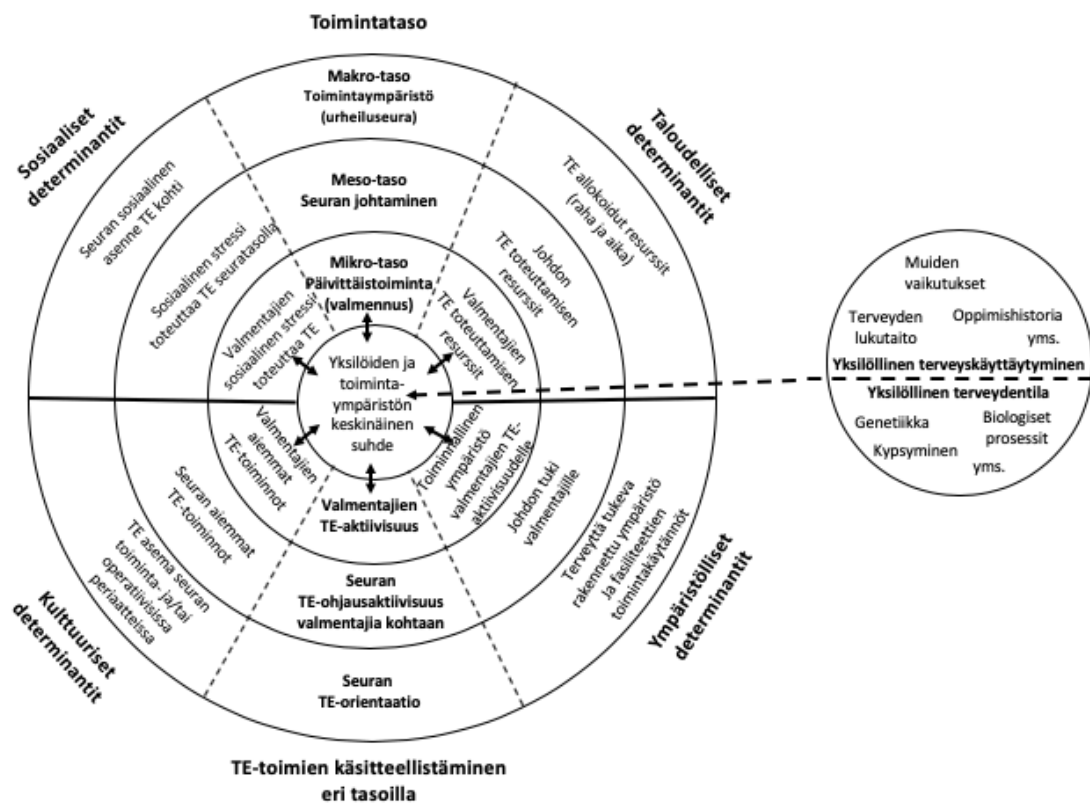 Toimintataso
Makro-taso
Toimintaympäristö
(urheiluseura)
Meso-taso
Seuran johtaminen
Mikro-taso
Päivittäistoiminta
(valmennus)
Sosiaaliset
determinantit
Seuran sosiaalinen
asenne TE kohti
Sosiaalinen stressi
toteuttaa TE seuratasolla
Valmentajien
sosiaalinen stressi
toteuttaa TE
Taloudelliset
determinantit
TE allokoidut resurssit
(raha ja aika)
Johdon
TE toteuttamisen
resurssit
Valmentajien
TE toteuttamisen
resurssit
Yksilöiden ja
toiminta-
ympäristön
keskinäinen
suhde
Muiden
vaikutukset
Terveyden
lukutaito
Oppimishistoria
yms.
Yksilöllinen terveyskäyttäytyminen
Yksilöllinen terveydentila
Genetiikka
Biologiset
prosessit
Kypsyminen
yms.
Kulttuuriset
determinantit
TE asema seuran
toiminta- ja/tai
operatiivisissa
periaatteissa
Seuran aiemmat
TE-toiminnot
Valmentajien
aiemmat
TE-toiminnot
Valmentajien
TE-aktiivisuus
Seuran
TE-ohjausaktiivisuus
valmentajia kohtaan
Seuran
TE-orientaatio
Toiminnallinen
ympäristö
valmentajien TE-
aktiivisuudelle
Johdon tuki
valmentajille
Terveyttä tukeva
rakennettu ympäristö
ja fasiliteettien
toimintakäytännöt
Ympäristölliset
determinantit
TE-toimien käsitteellistäminen
eri tasoilla